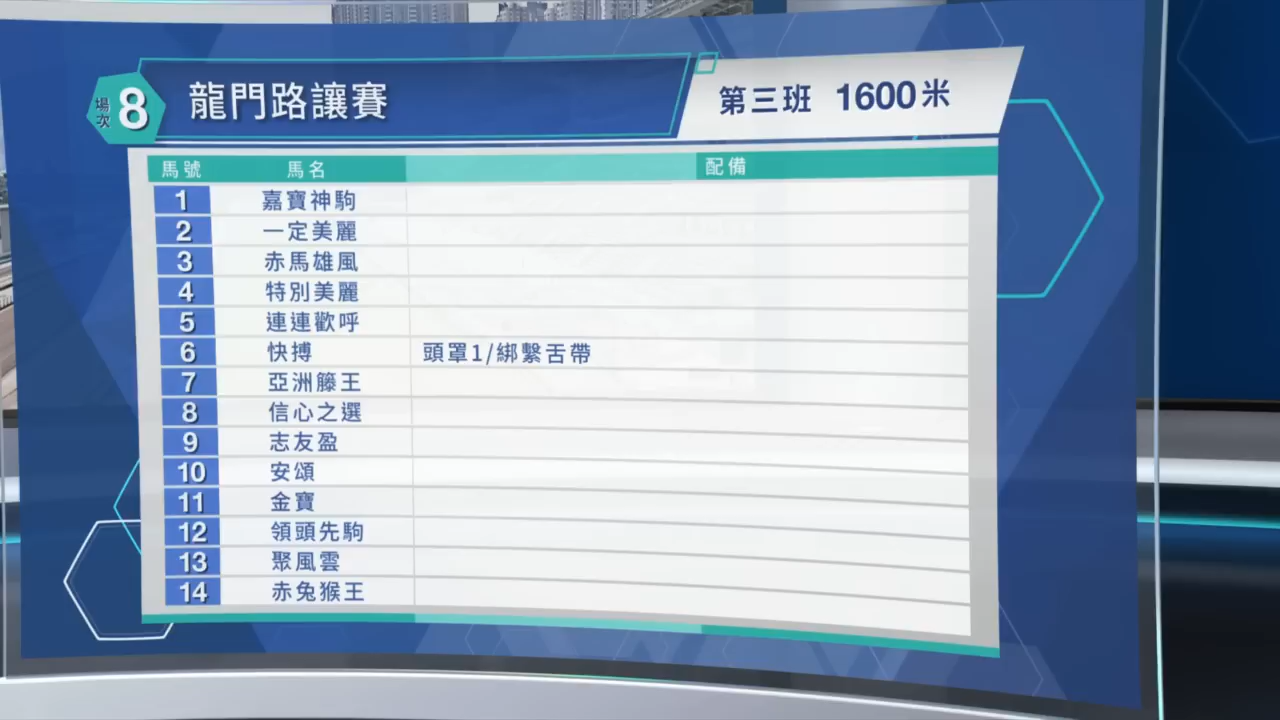 場次 8 龍門路讓賽 第三班 1600米
馬號 馬名 配備
1 嘉寶神駒
2 一定美麗
3 赤馬雄風
4 特別美麗
5 連連歡呼
6 快搏 頭罩1/綁繫舌帶
7 亞洲籐王
8 信心之選
9 志友盈
10 安頌
11 金寶
12 領頭先駒
13 聚風雲
14 赤兔猴王